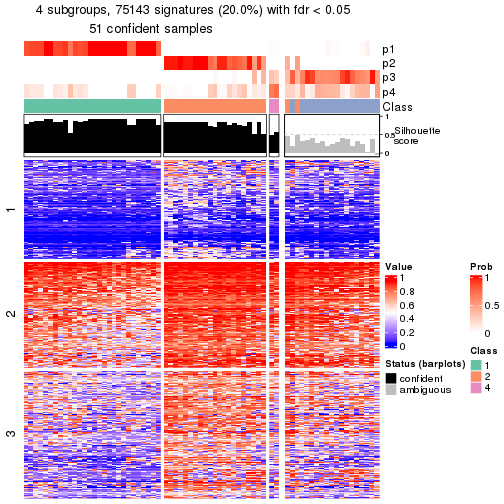 4 subgroups, 75143 signatures (20.0%) with fdr < 0.05
51 confident samples
p1
p2
p3
p4
Class
1
0.5
0
Silhouette
score
1
2
3
Value
1
0.8
0.6
0.4
0.2
0
Status (barplots)
confident
ambiguous
Prob
1
0.5
0
Class
1
2
4